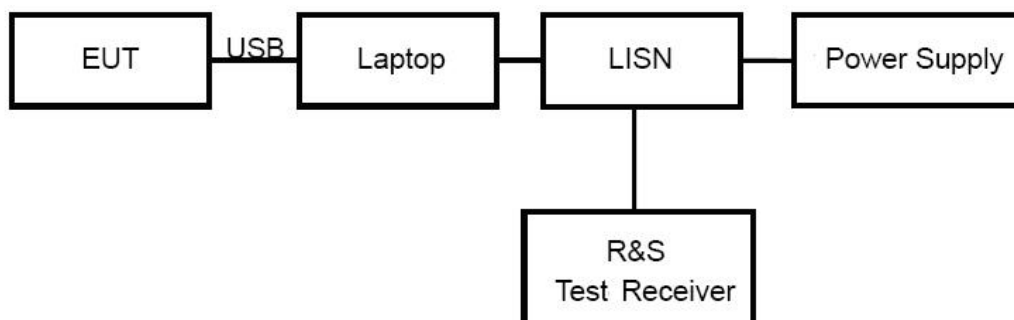 EUT
USB
Laptop
LISN
Power Supply
R&S
Test Receiver